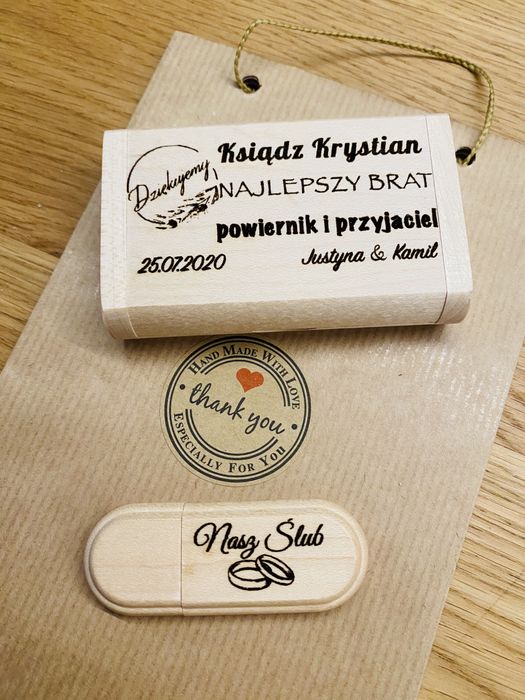 Dziękujemy
Ksiądz Krystian
NAJLEPSZY BRAT
powiernik i przyjaciel
25.07.2020
Justyna & Kamil
HAND MADE WITH LOVE
thank you
ESPECIALLY FOR YOU
Nasz Ślub